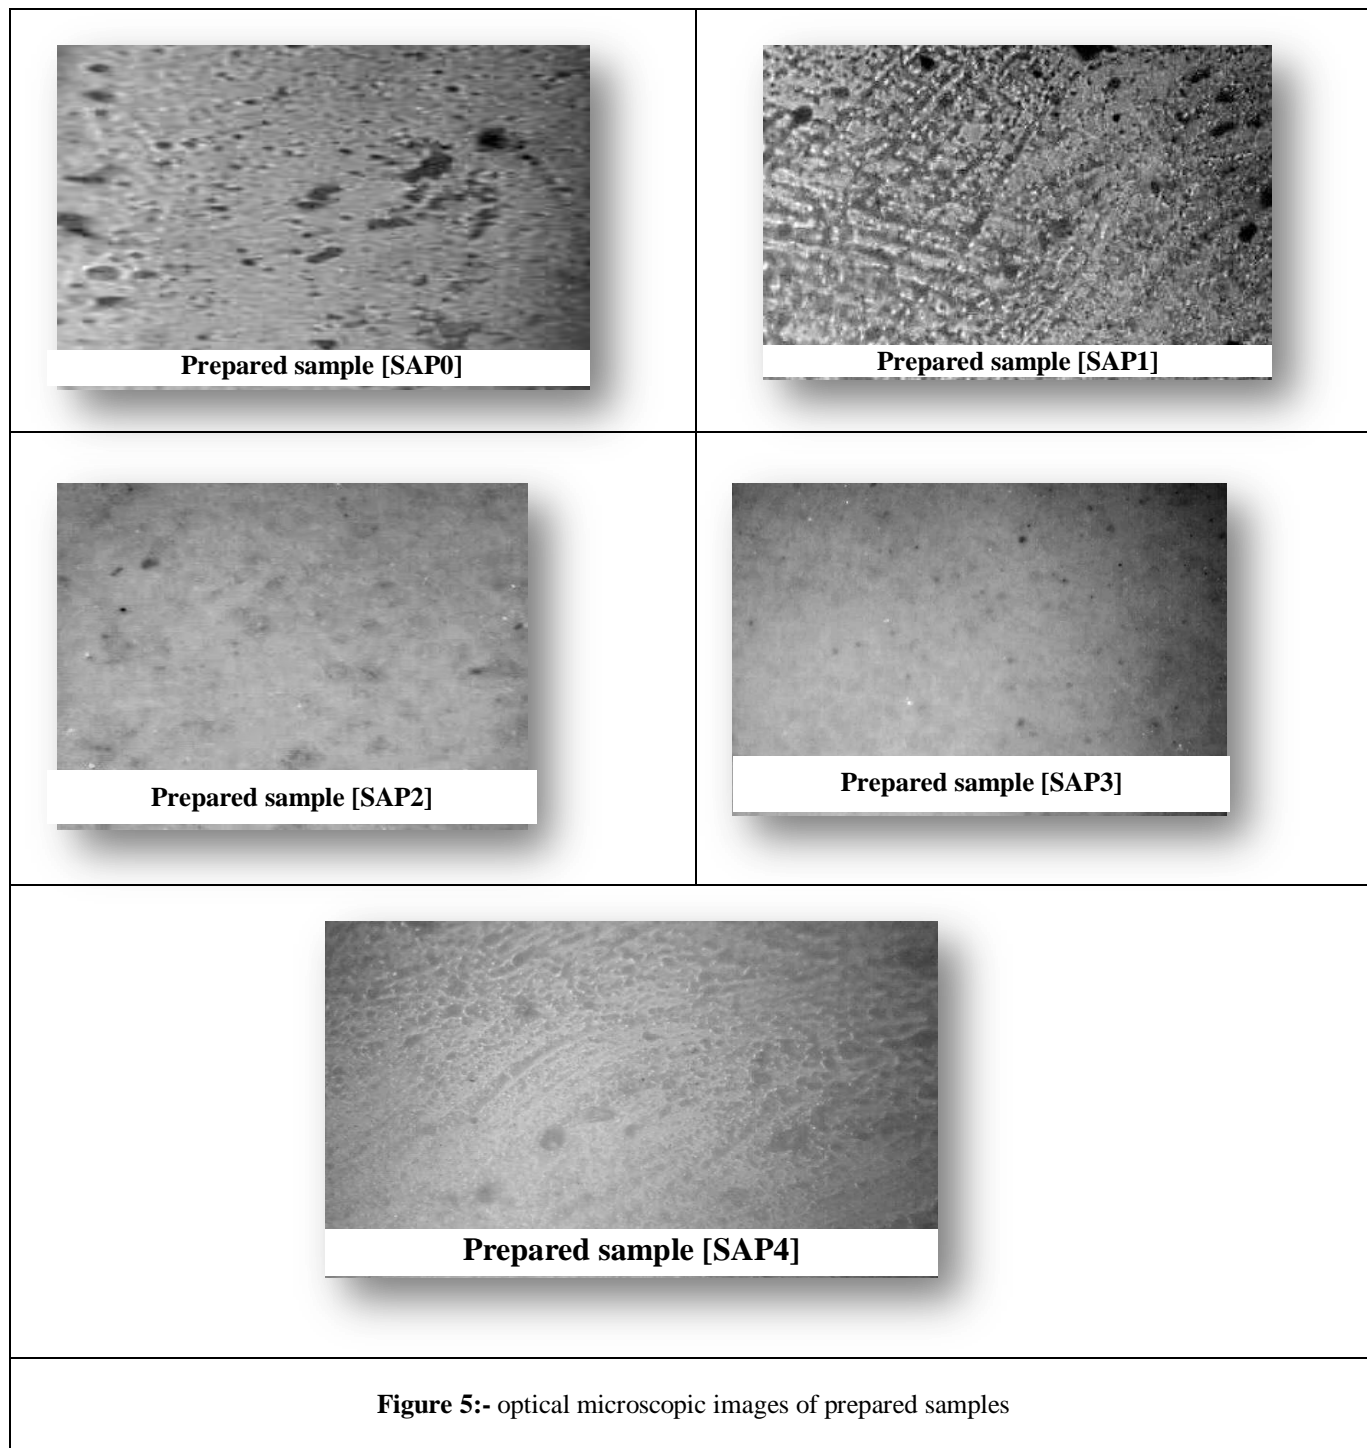 Prepared sample [SAP0]
Prepared sample [SAP1]
Prepared sample [SAP2]
Prepared sample [SAP3]
Prepared sample [SAP4]
Figure 5:- optical microscopic images of prepared samples